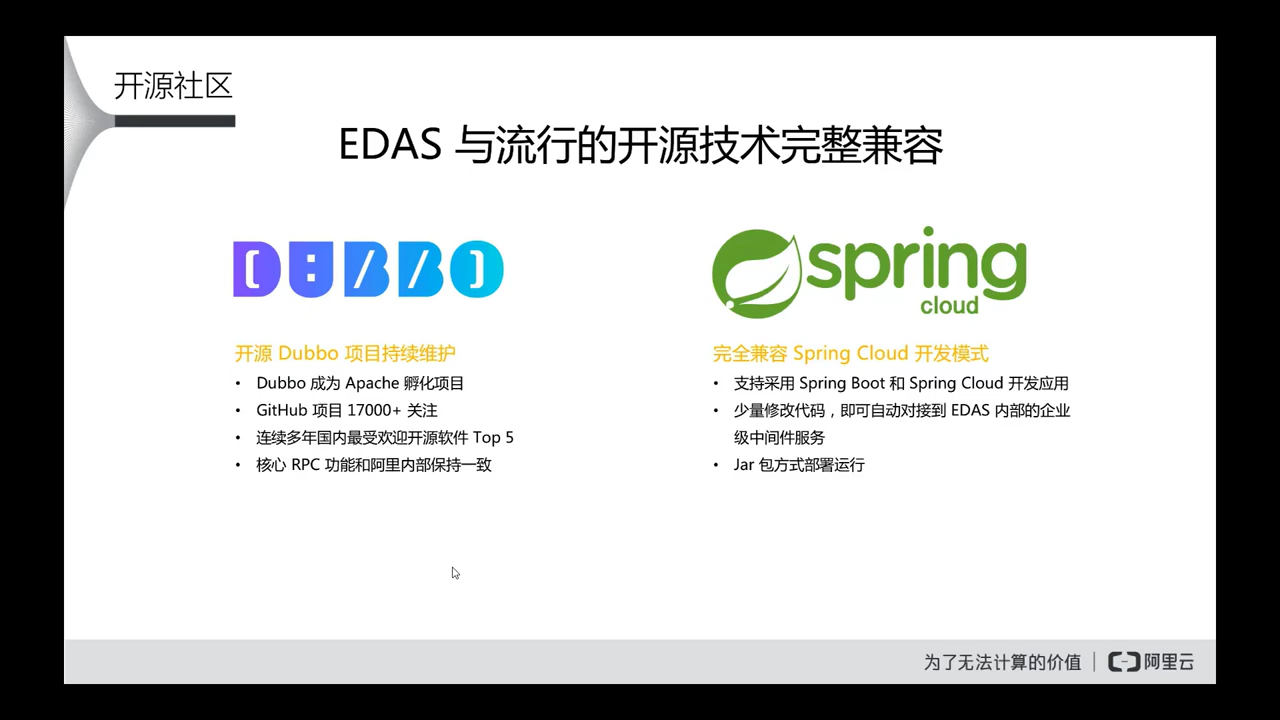 开源社区
EDAS 与流行的开源技术完整兼容
DUBBO
spring
cloud
开源 Dubbo 项目持续维护
• Dubbo 成为 Apache 孵化项目
• GitHub 项目 17000+ 关注
• 连续多年国内最受欢迎开源软件 Top 5
• 核心 RPC 功能和阿里内部保持一致
完全兼容 Spring Cloud 开发模式
• 支持采用 Spring Boot 和 Spring Cloud 开发应用
• 少量修改代码，即可自动对接到 EDAS 内部的企业
级中间件服务
• Jar 包方式部署运行
为了无法计算的价值 | 阿里云